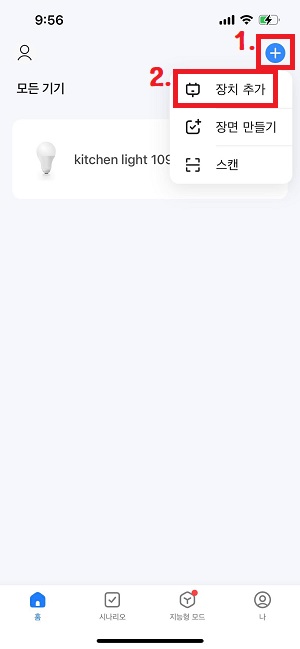 9:56
1.
2.
모든 기기
장치 추가
장면 만들기
스캔
kitchen light 109
홈
시나리오
지능형 모드
나